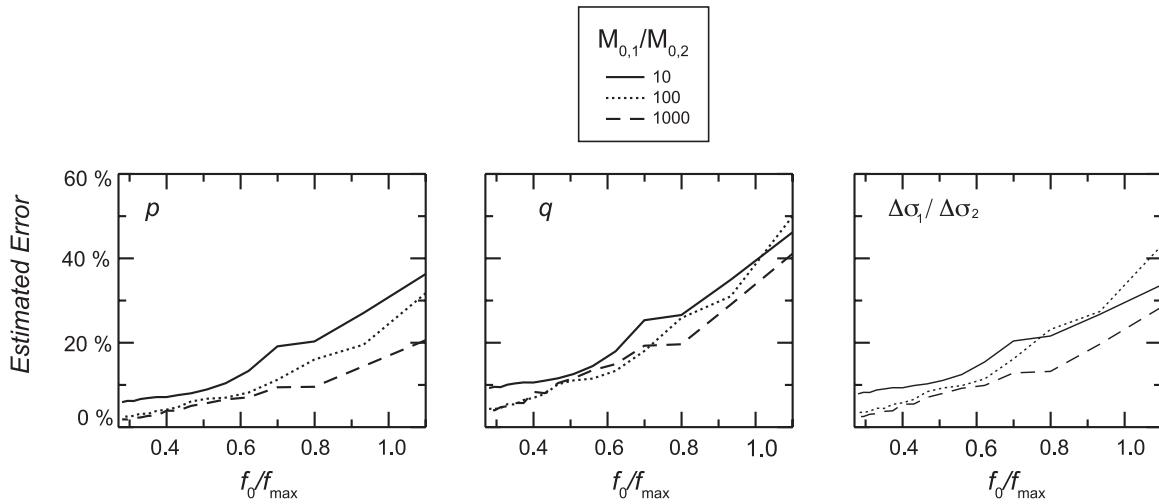 M0,1/M0,2
10
100
1000
Estimated Error
60 %
40 %
20 %
0 %
p
q
Δσ1/ Δσ2
0.4 0.6 0.8 1.0
0.4 0.6 0.8 1.0
0.4 0.6 0.8 1.0
f0/fmax
f0/fmax
f0/fmax